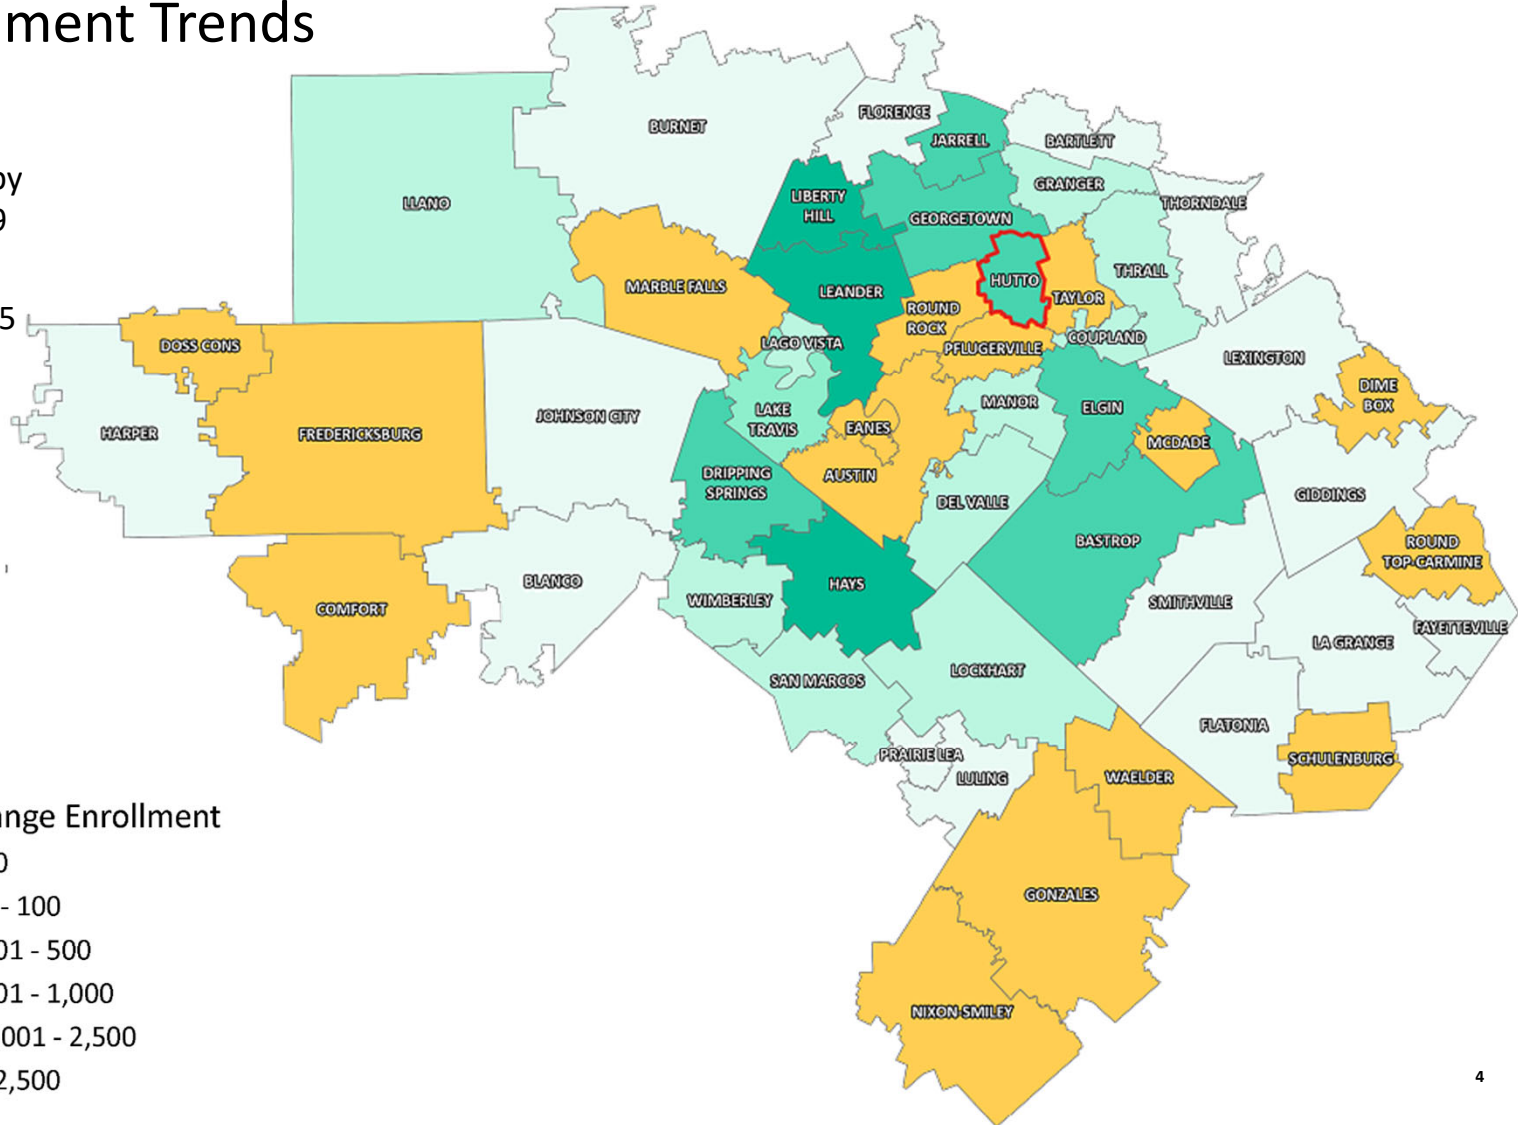 ment Trends
by
9
5
BURNET
FLORENCE
JARRELL
BARTLETT
LLANO
LIBERTY
HILL
GEORGETOWN
GRANGER
THORNDALE
MARBLE FALLS
LEANDER
HUTTO
THRALL
TAYLOR
ROUND
ROCK
DOSS CONS
LAGO VISTA
PFLUGERVILLE
COUPLAND
LEXINGTON
HARPER
FREDERICKSBURG
JOHNSON CITY
LAKE
TRAVIS
EANES
MANOR
ELGIN
MCDADE
DIME
BOX
DRIPPING
SPRINGS
AUSTIN
DEL VALLE
GIDDINGS
BASTROP
ROUND
TOP-CARMINE
COMFORT
BLANCO
WIMBERLEY
HAYS
SMITHVILLE
LA GRANGE
FAYETTEVILLE
SAN MARCOS
LOCKHART
PRAIRIE LEA
LULING
FLATONIA
SCHULENBURG
WAELDER
GONZALES
NIXON-SMILEY
nge Enrollment
0
- 100
01 - 500
01 - 1,000
001 - 2,500
2,500
4